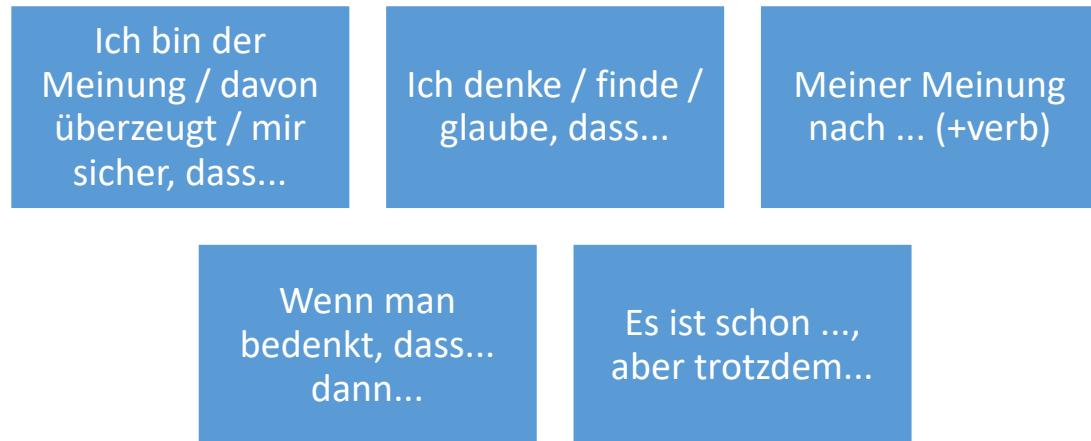 Ich bin der
Meinung / davon
überzeugt / mir
sicher, dass...
Ich denke / finde /
glaube, dass...
Meiner Meinung
nach ... (+verb)
Wenn man
bedenkt, dass...
dann...
Es ist schon ...,
aber trotzdem...